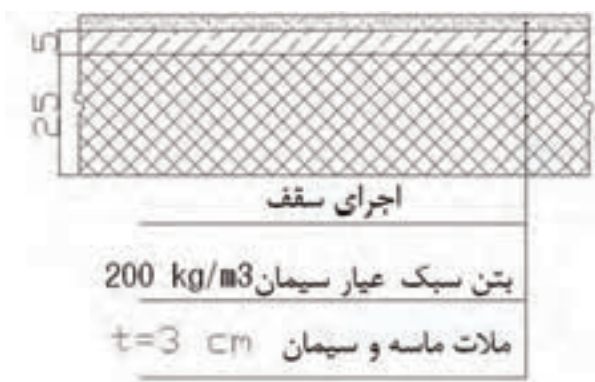 5
25
اجرای سقف
بتن سبک عیار سیمان 200 kg/m3
ملات ماسه و سیمان t=3 cm